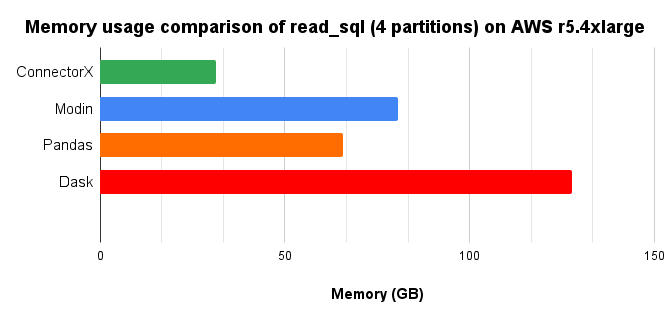 Memory usage comparison of read_sql (4 partitions) on AWS r5.4xlarge
ConnectorX
Modin
Pandas
Dask
0 50 100 150
Memory (GB)